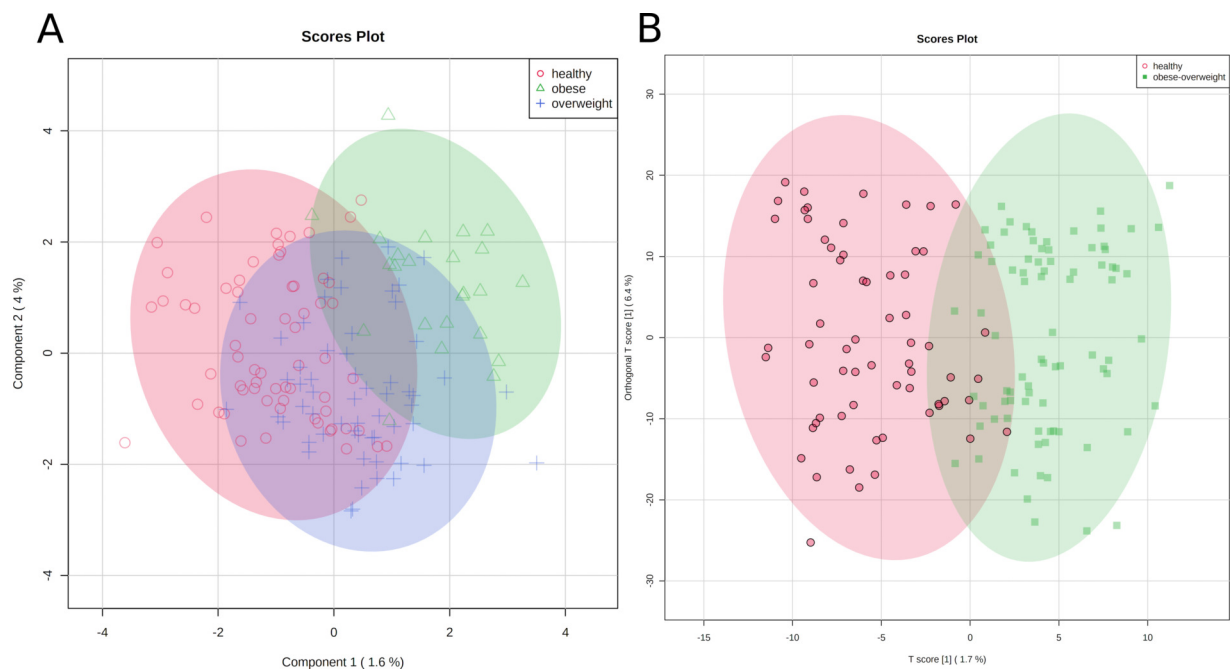 A
Scores Plot
healthy
obese
overweight
4
2
0
-2
-4
-4
-2
0
2
4
Component 2 ( 4 %)
Component 1 ( 1.6 %)
B
Scores Plot
healthy
obese-overweight
30
20
10
0
-10
-20
-30
-15
-10
-5
0
5
10
Orthogonal T score [1] ( 6.4 %)
T score [1] ( 1.7 %)